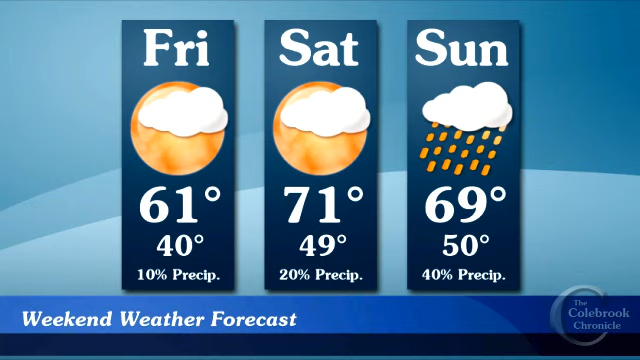 Fri
61°
40°
10% Precip.
Sat
71°
49°
20% Precip.
Sun
69°
50°
40% Precip.
Weekend Weather Forecast
The
Colebrook
Chronicle